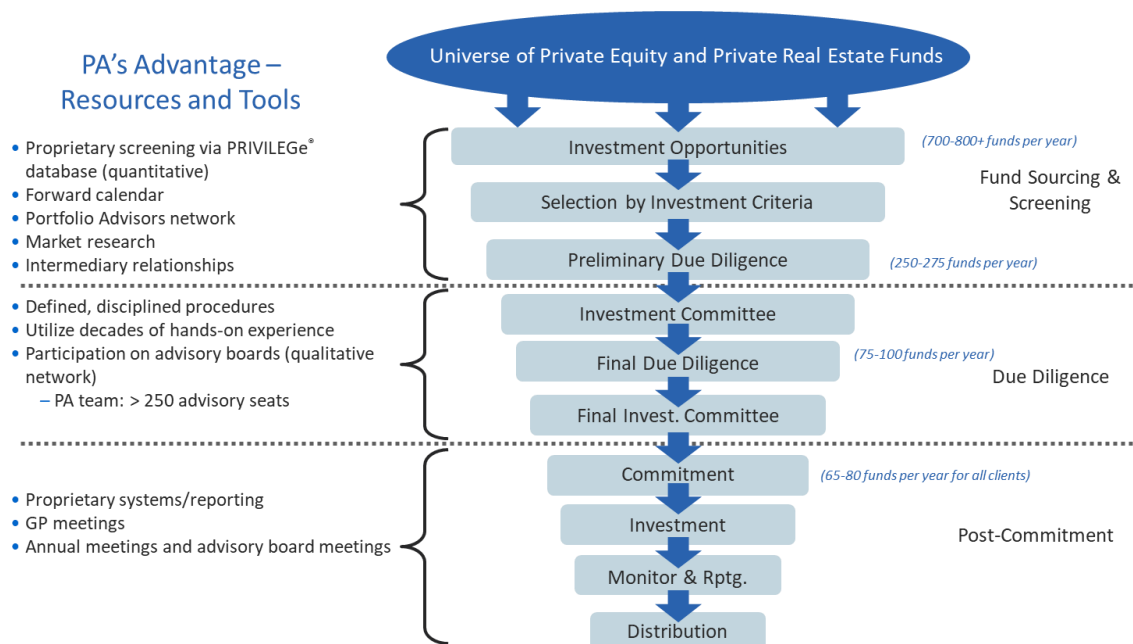 Universe of Private Equity and Private Real Estate Funds
PA’s Advantage –
Resources and Tools
• Proprietary screening via PRIVILEGe®
database (quantitative)
• Forward calendar
• Portfolio Advisors network
• Market research
• Intermediary relationships
Investment Opportunities
(700-800+ funds per year)
Selection by Investment Criteria
Fund Sourcing &
Screening
Preliminary Due Diligence
(250-275 funds per year)
• Defined, disciplined procedures
• Utilize decades of hands-on experience
• Participation on advisory boards (qualitative
network)
– PA team: > 250 advisory seats
Investment Committee
Final Due Diligence
(75-100 funds per year)
Due Diligence
Final Invest. Committee
• Proprietary systems/reporting
• GP meetings
• Annual meetings and advisory board meetings
Commitment
(65-80 funds per year for all clients)
Investment
Post-Commitment
Monitor & Rptg.
Distribution